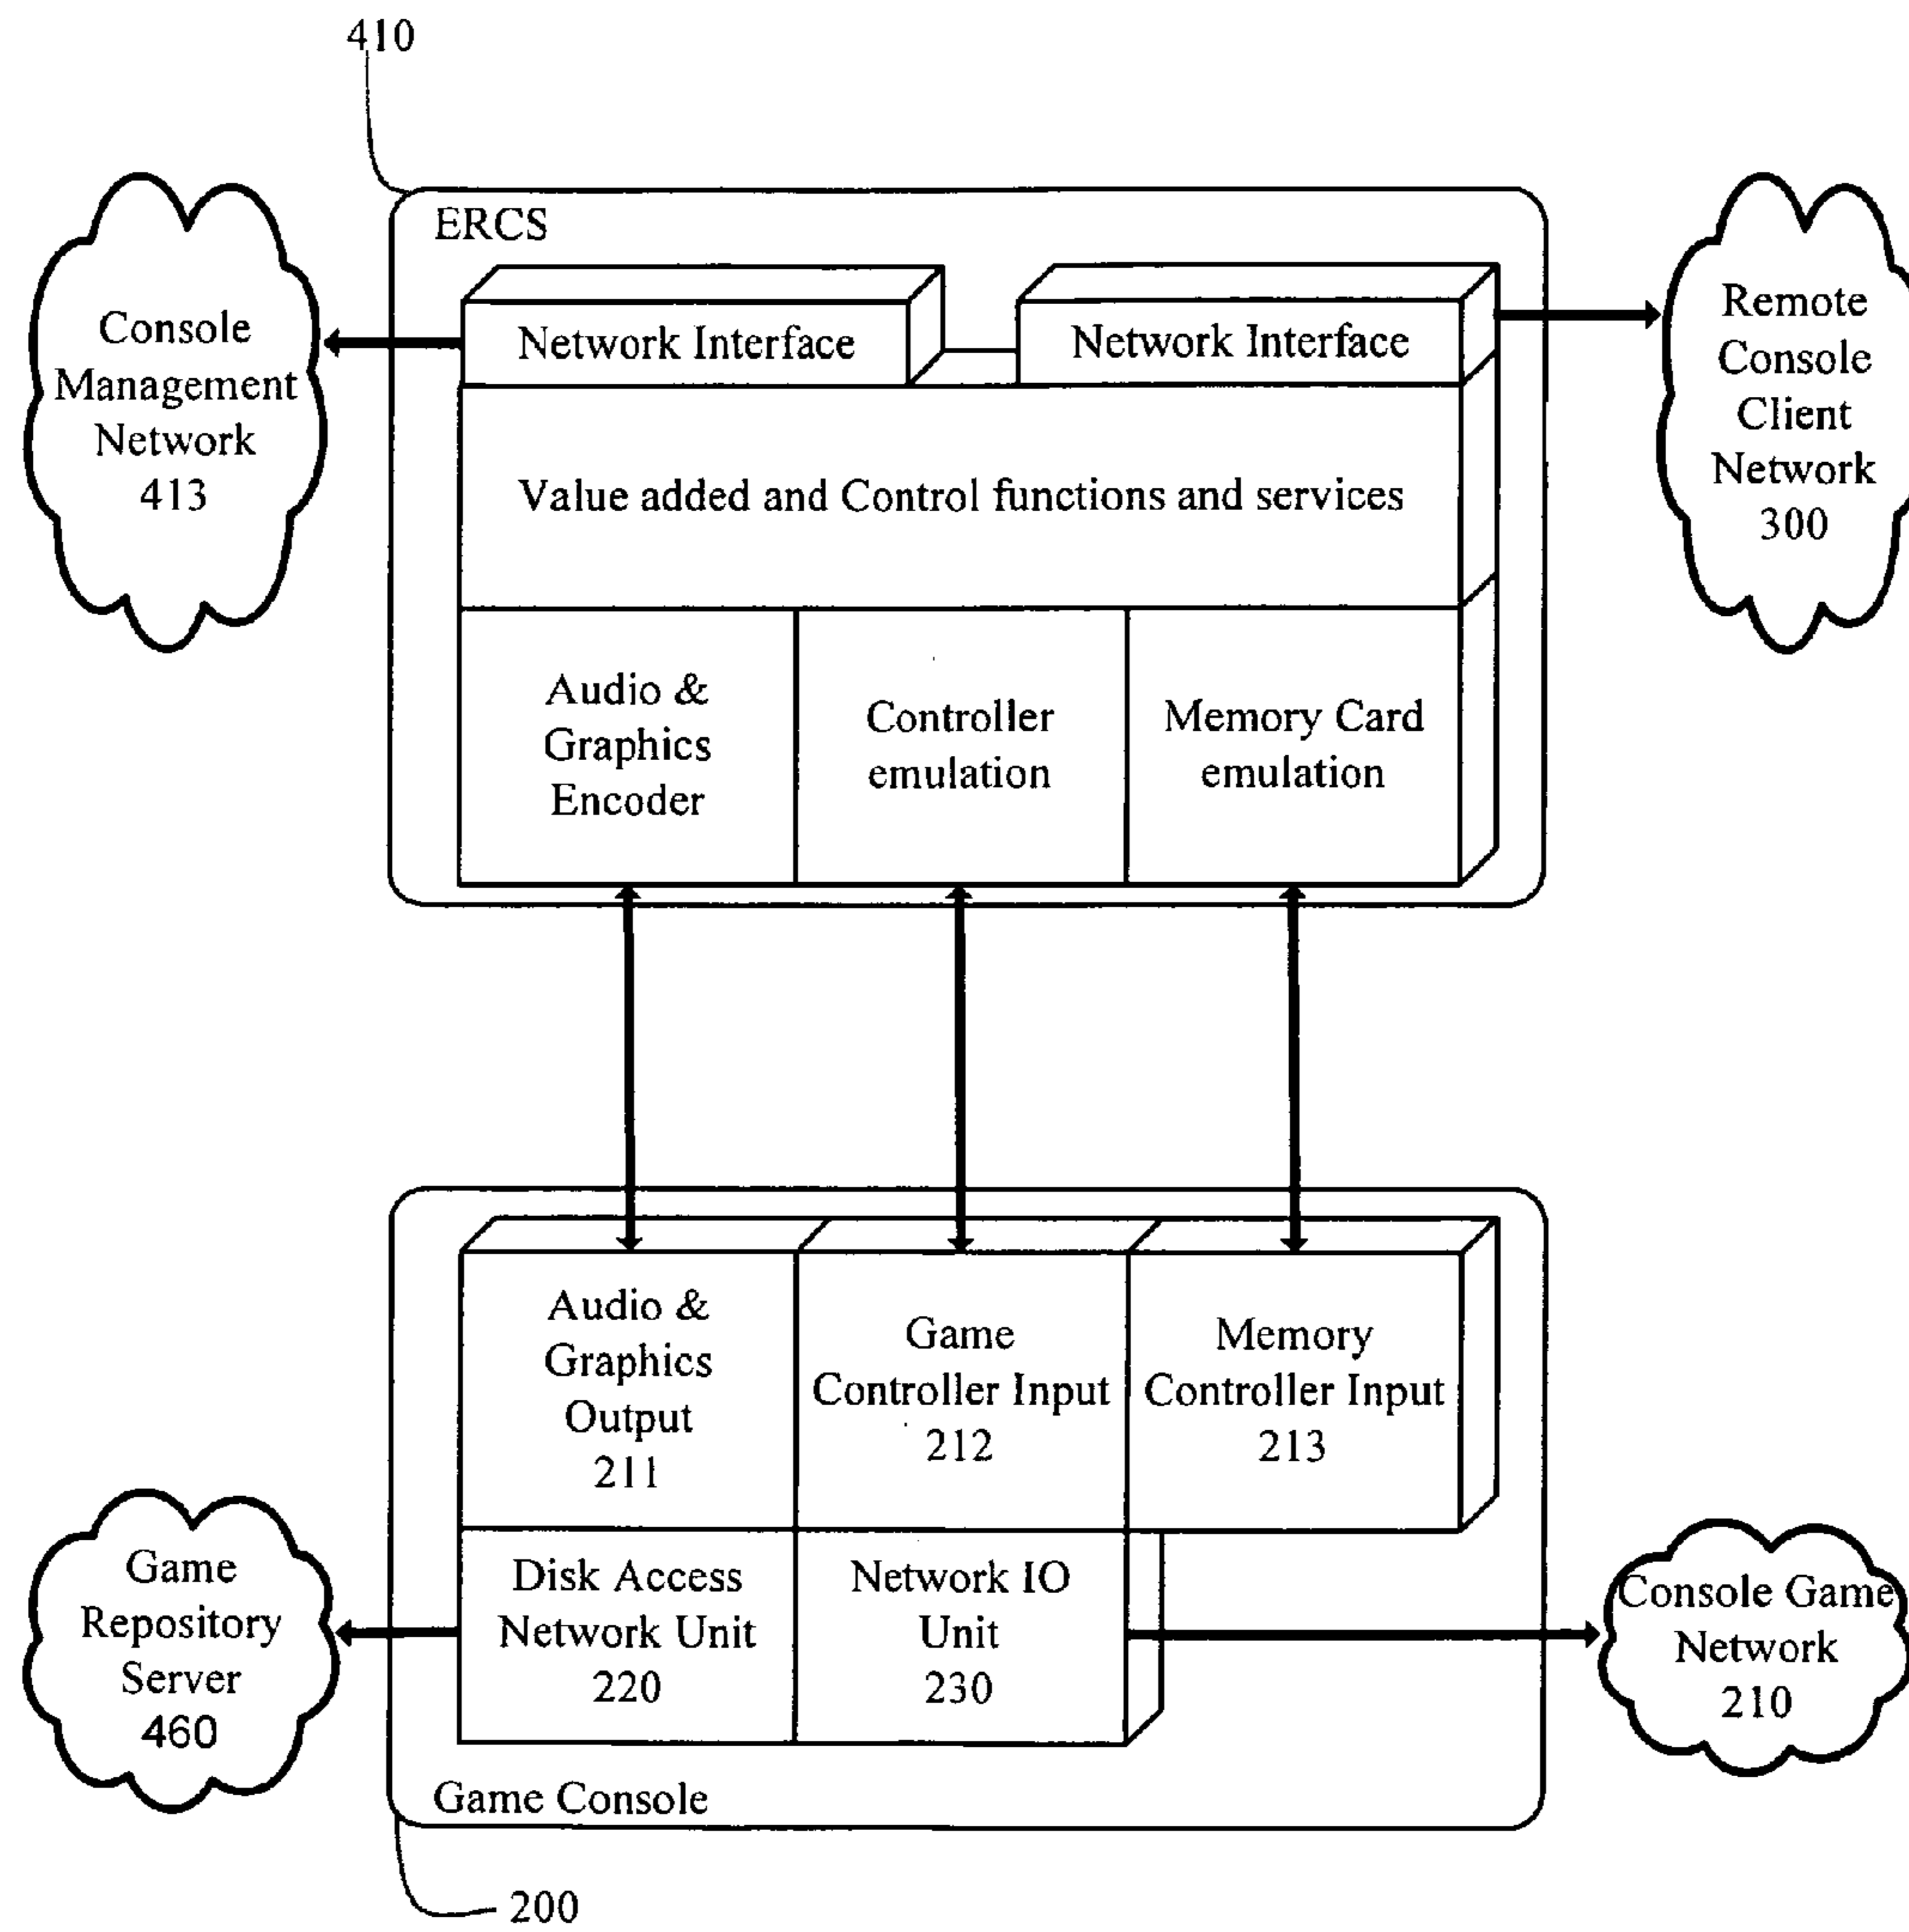 410
ERCS
Console
Management
Network
413
Network Interface
Network Interface
Remote
Console
Client
Network
300
Value added and Control functions and services
Audio &
Graphics
Encoder
Controller
emulation
Memory Card
emulation
Audio &
Graphics
Output
211
Game
Controller Input
212
Memory
Controller Input
213
Game
Repository
Server
460
Disk Access
Network Unit
220
Network IO
Unit
230
Console Game
Network
210
Game Console
200